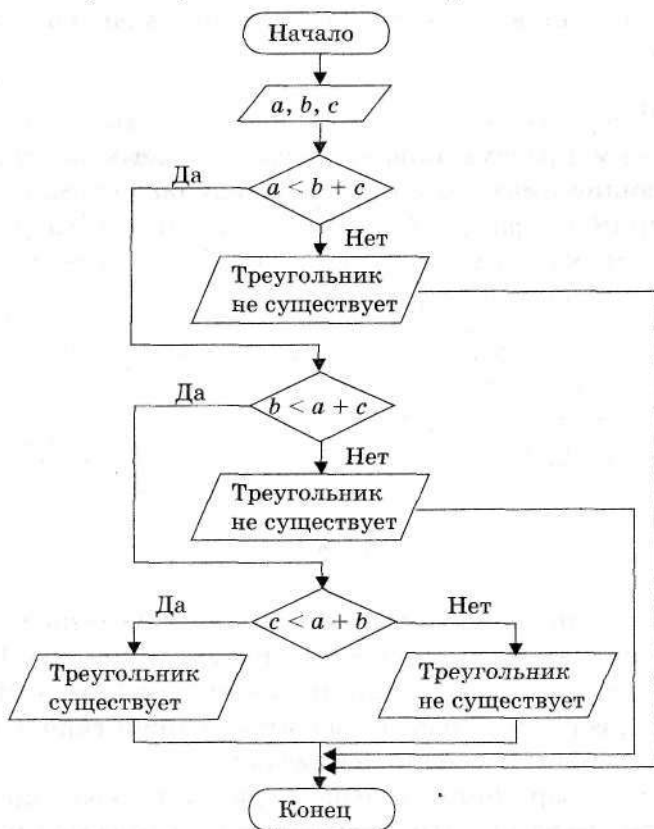 Начало
a, b, c
Да
a < b + c
Нет
Треугольник
не существует
Да
b < a + c
Нет
Треугольник
не существует
Да
c < a + b
Нет
Треугольник
существует
Треугольник
не существует
Конец